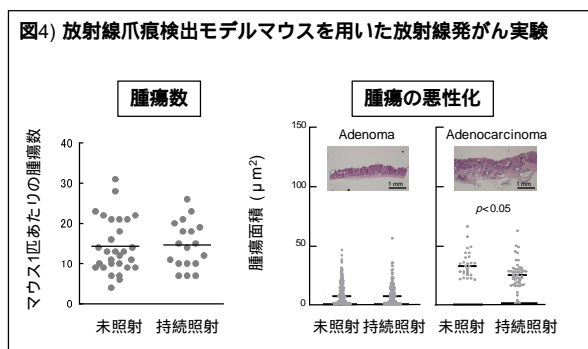 図4) 放射線爪痕検出モデルマウスを用いた放射線発がん実験
腫瘍数
マウス1匹あたりの腫瘍数
40
30
20
10
0
未照射
持続照射
腫瘍の悪性化
腫瘍面積 (μm2)
150
100
50
0
Adenoma
1 mm
未照射
持続照射
Adenocarcinoma
1 mm
p<0.05
未照射
持続照射